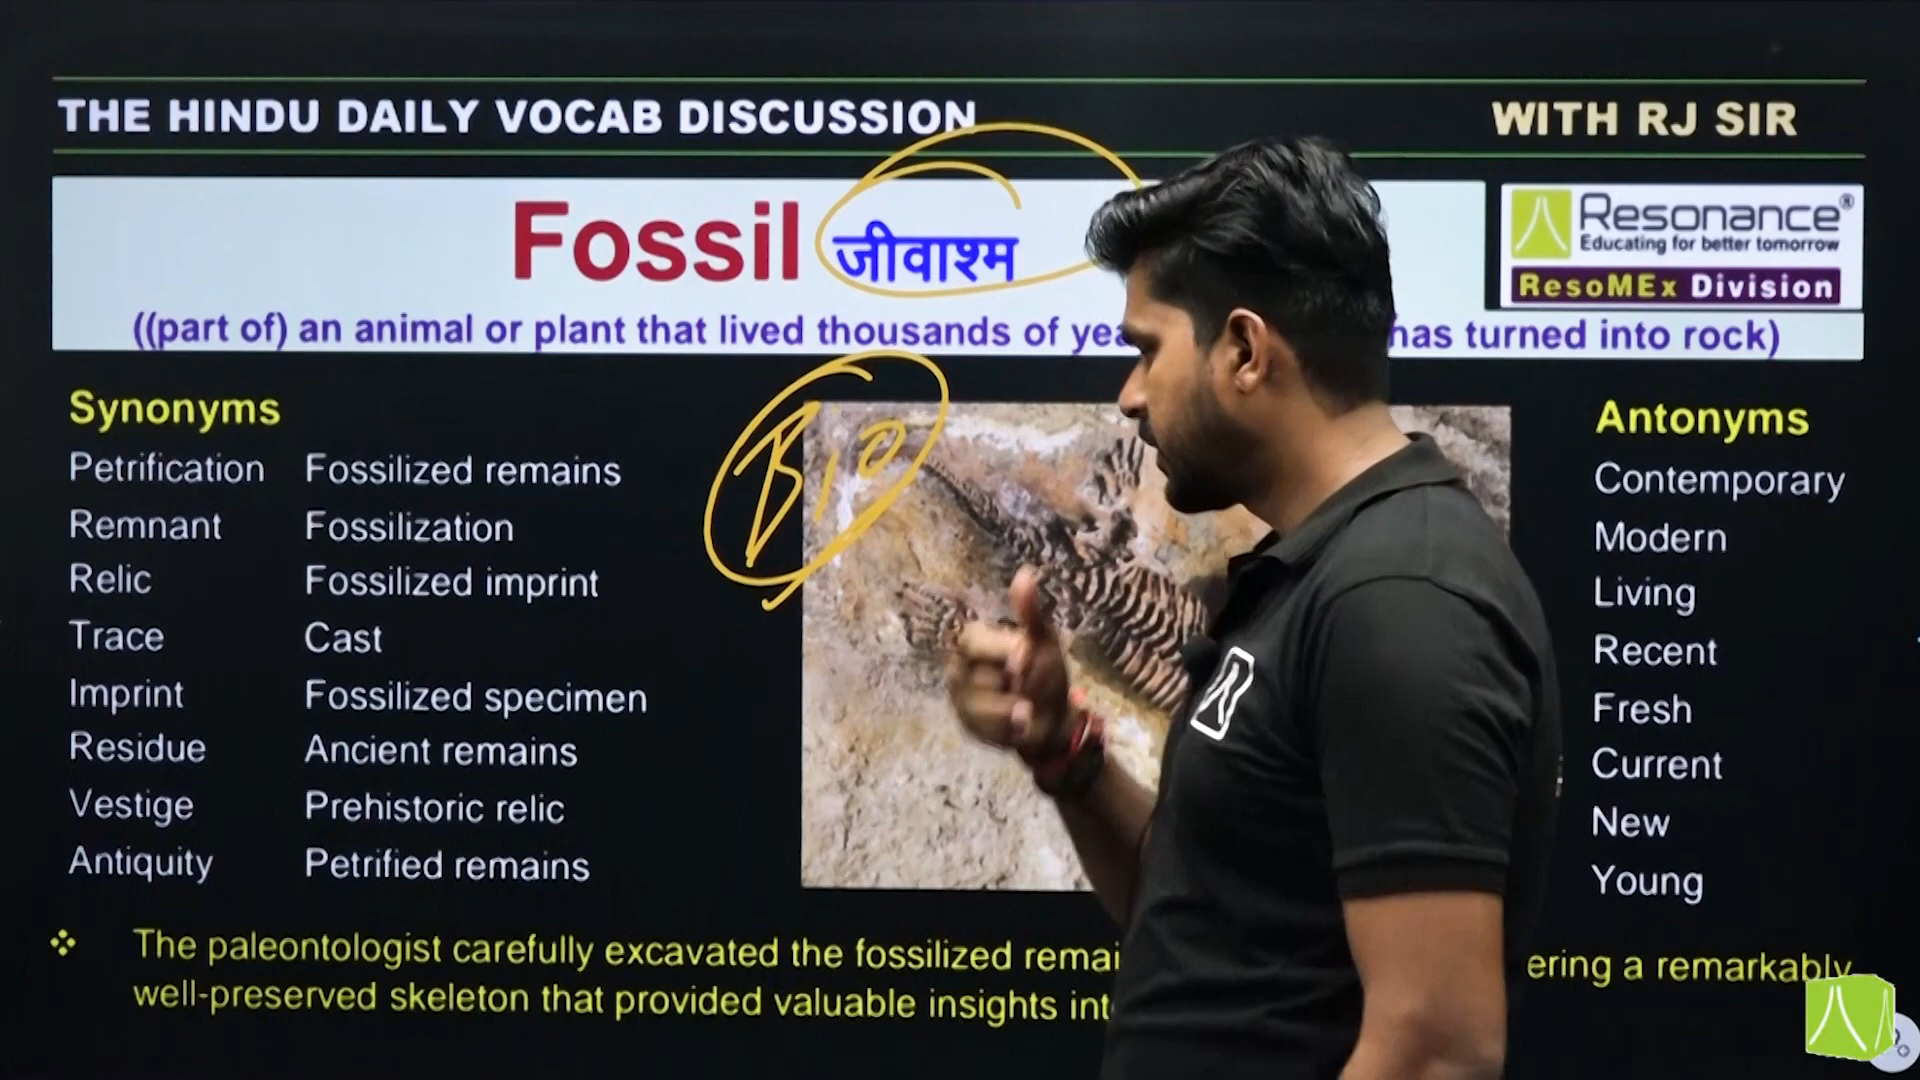 THE HINDU DAILY VOCAB DISCUSSION WITH RJ SIR
Fossil जीवाश्म
Resonance®
Educating for better tomorrow
ResoMEx Division
((part of) an animal or plant that lived thousands of has turned into rock)
Bio
Synonyms
Petrification Fossilized remains
Remnant Fossilization
Relic Fossilized imprint
Trace Cast
Imprint Fossilized specimen
Residue Ancient remains
Vestige Prehistoric relic
Antiquity Petrified remains
Antonyms
Contemporary
Modern
Living
Recent
Fresh
Current
New
Young
The paleontologist carefully excavated the fossilized a remarkably
well-preserved skeleton that provided valuable insights